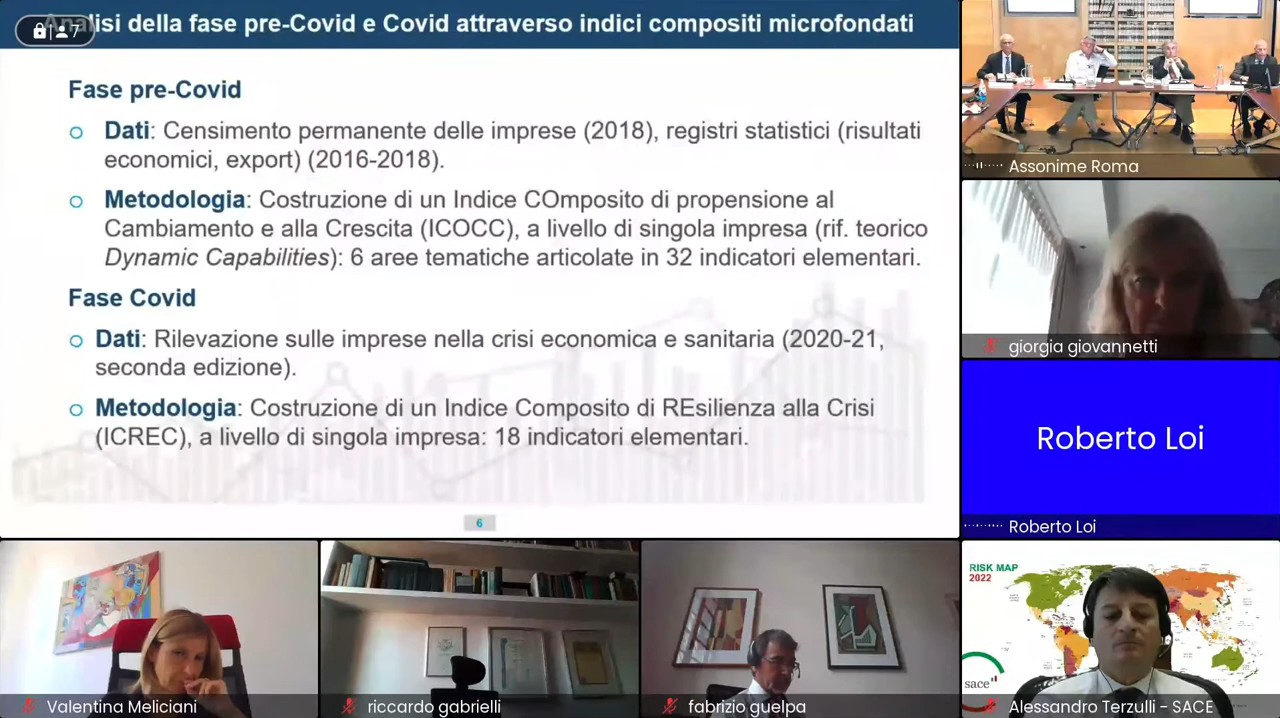 Analisi della fase pre-Covid e Covid attraverso indici compositi microfondati
7
Fase pre-Covid
Dati: Censimento permanente delle imprese (2018), registri statistici (risultati
economici, export) (2016-2018).
Metodologia: Costruzione di un Indice COmposito di propensione al
Cambiamento e alla Crescita (ICOCC), a livello di singola impresa (rif. teorico
Dynamic Capabilities): 6 aree tematiche articolate in 32 indicatori elementari.
Fase Covid
Dati: Rilevazione sulle imprese nella crisi economica e sanitaria (2020-21,
seconda edizione).
Metodologia: Costruzione di un Indice Composito di REsilienza alla Crisi
(ICREC), a livello di singola impresa: 18 indicatori elementari.
6
Assonime Roma
giorgia giovannetti
Roberto Loi
Roberto Loi
Valentina Meliciani
riccardo gabrielli
fabrizio guelpa
RISK MAP
2022
sace
Alessandro Terzulli - SACE